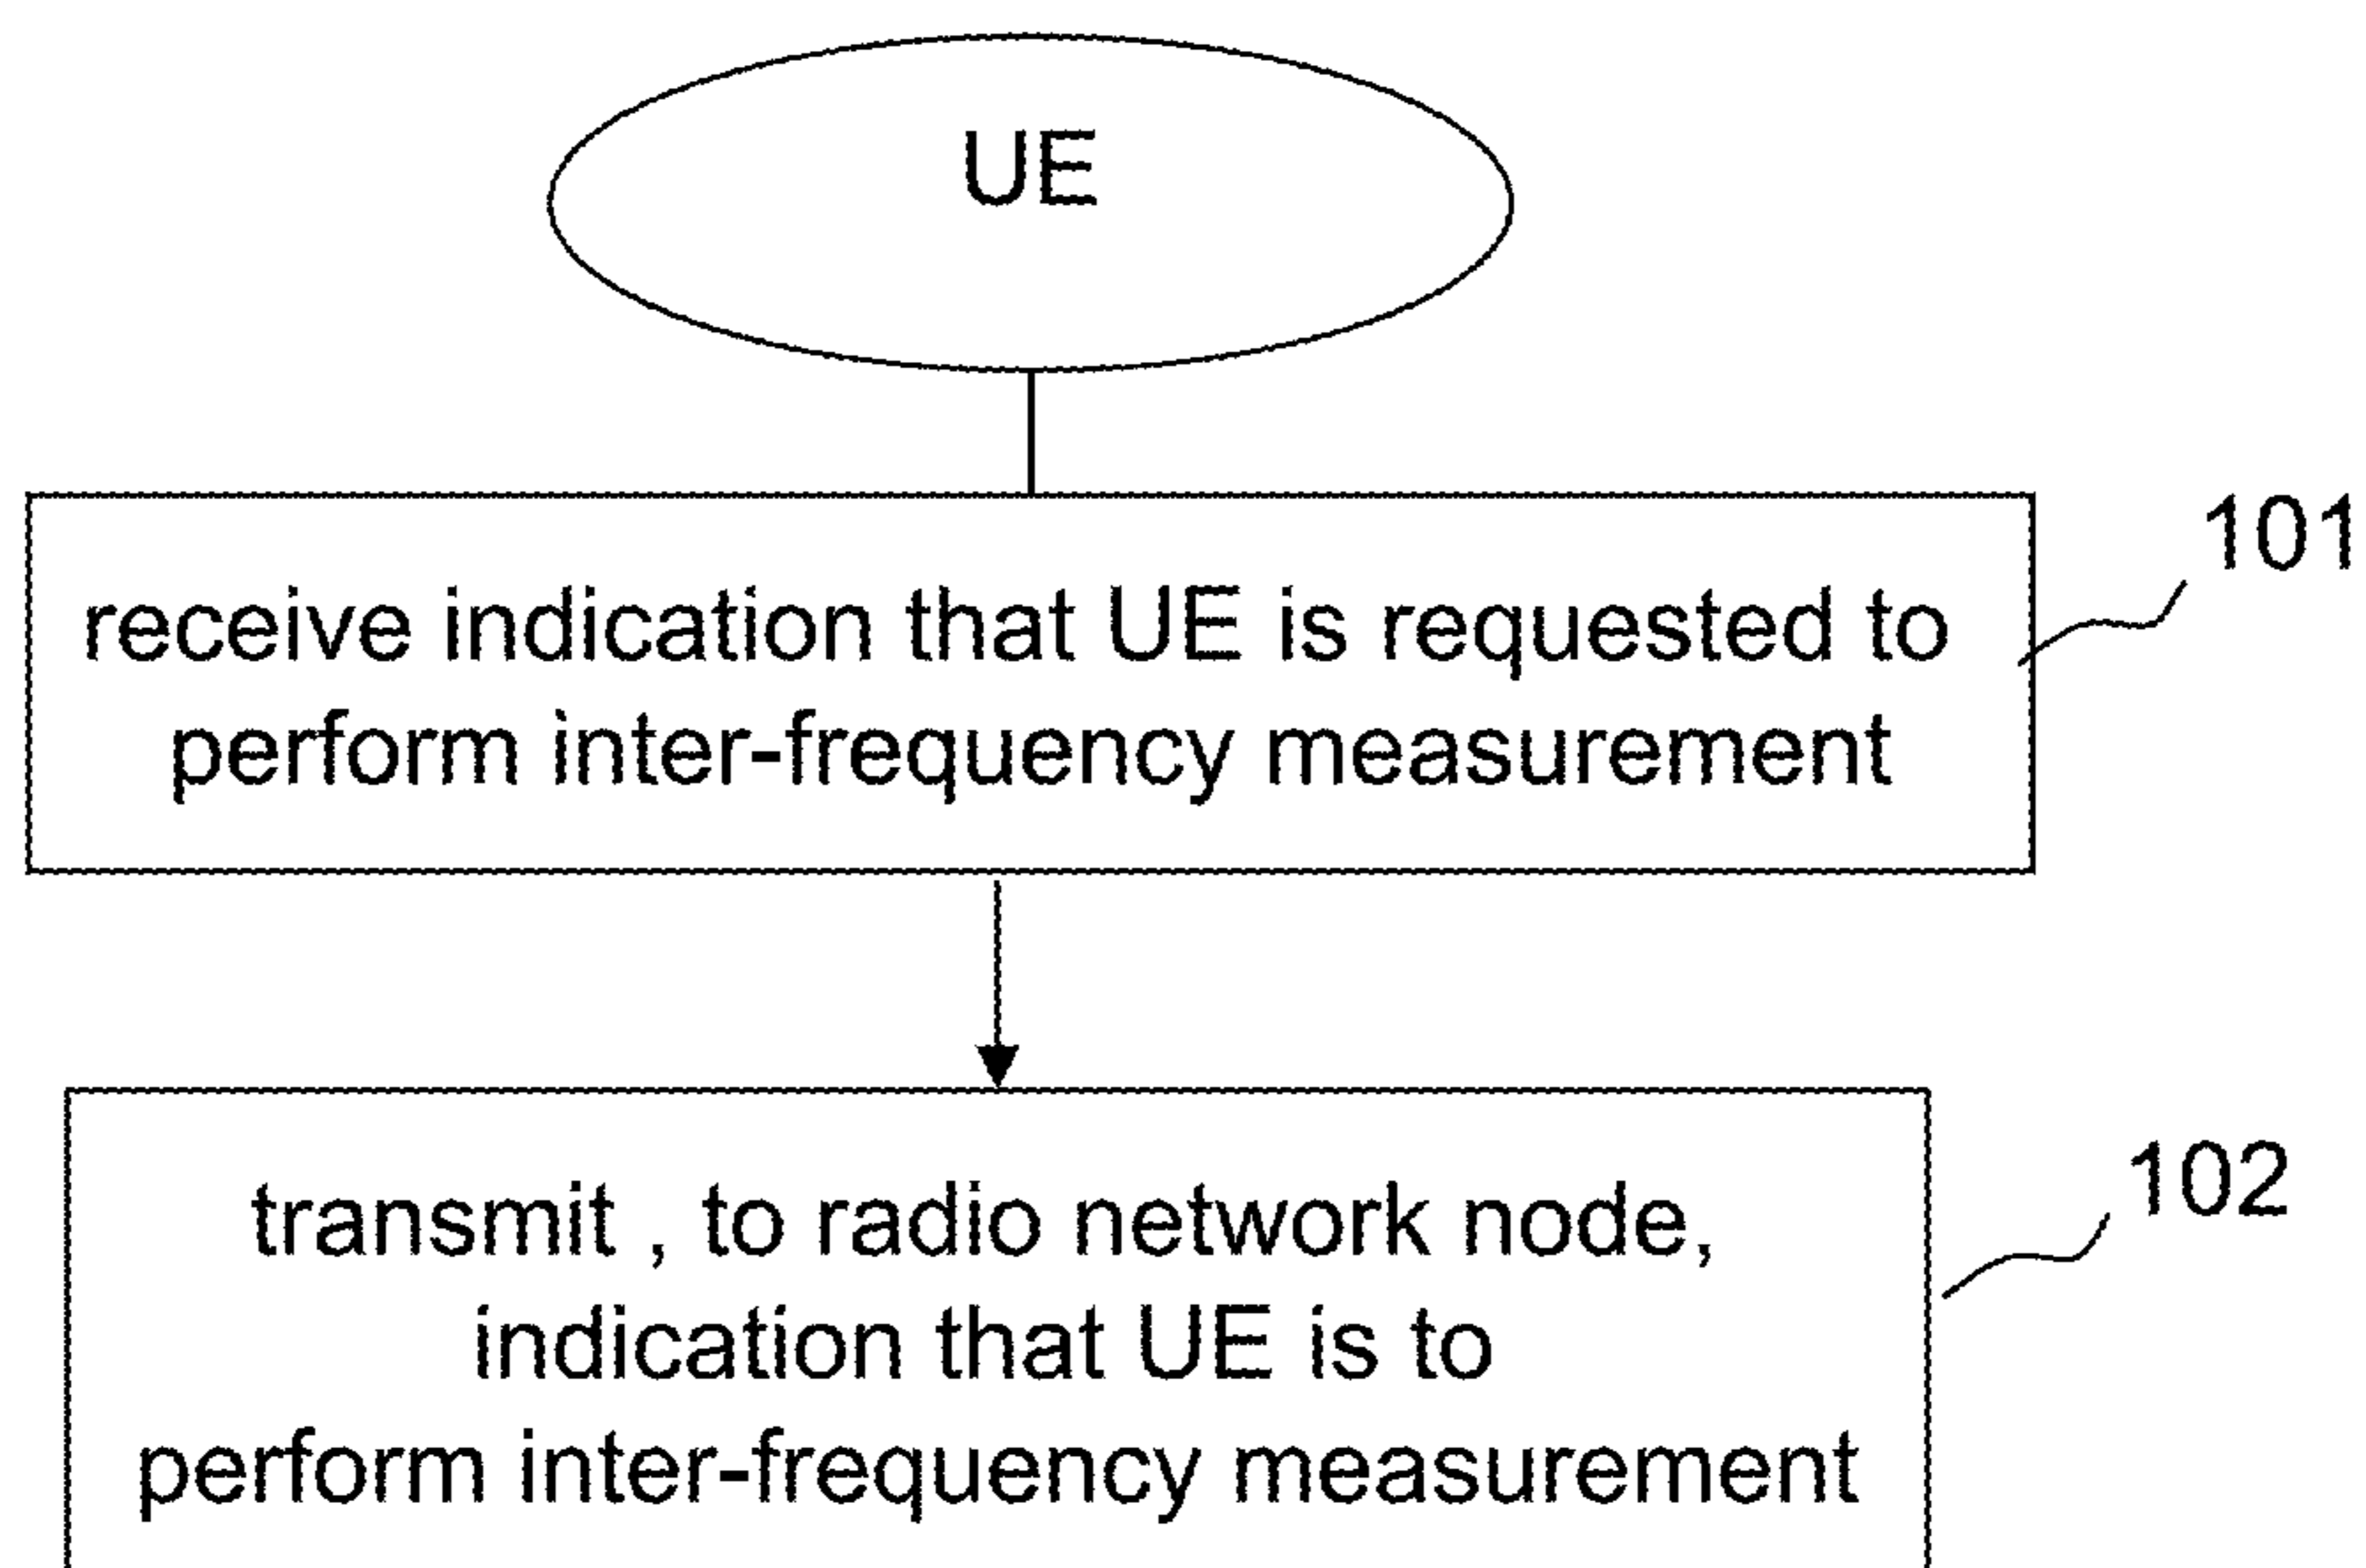 UE
101
receive indication that UE is requested to
perform inter-frequency measurement
102
transmit , to radio network node,
indication that UE is to
perform inter-frequency measurement